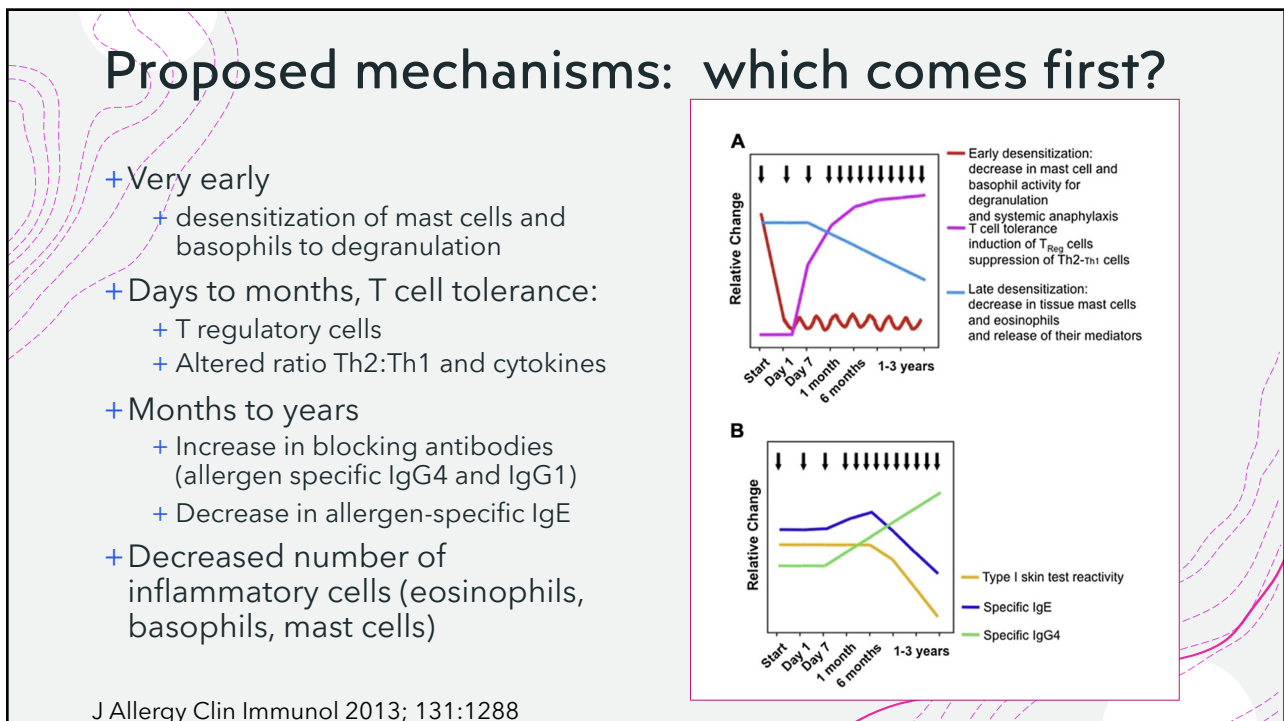 Proposed mechanisms: which comes first?
+Very early
+ desensitization of mast cells and
basophils to degranulation
+Days to months, T cell tolerance:
+ T regulatory cells
+ Altered ratio Th2:Th1 and cytokines
+Months to years
+ Increase in blocking antibodies
(allergen specific IgG4 and IgG1)
+ Decrease in allergen-specific IgE
+Decreased number of
inflammatory cells (eosinophils,
basophils, mast cells)
J Allergy Clin Immunol 2013; 131:1288
A
Relative Change
Start
Day 1
Day 7
1 month
6 months
1-3 years
Early desensitization:
decrease in mast cell and
basophil activity for
degranulation
and systemic anaphylaxis
T cell tolerance
induction of TReg cells
suppression of Th2-Th1 cells
Late desensitization:
decrease in tissue mast cells
and eosinophils
and release of their mediators
B
Relative Change
Start
Day 1
Day 7
1 month
6 months
1-3 years
Type I skin test reactivity
Specific IgE
Specific IgG4